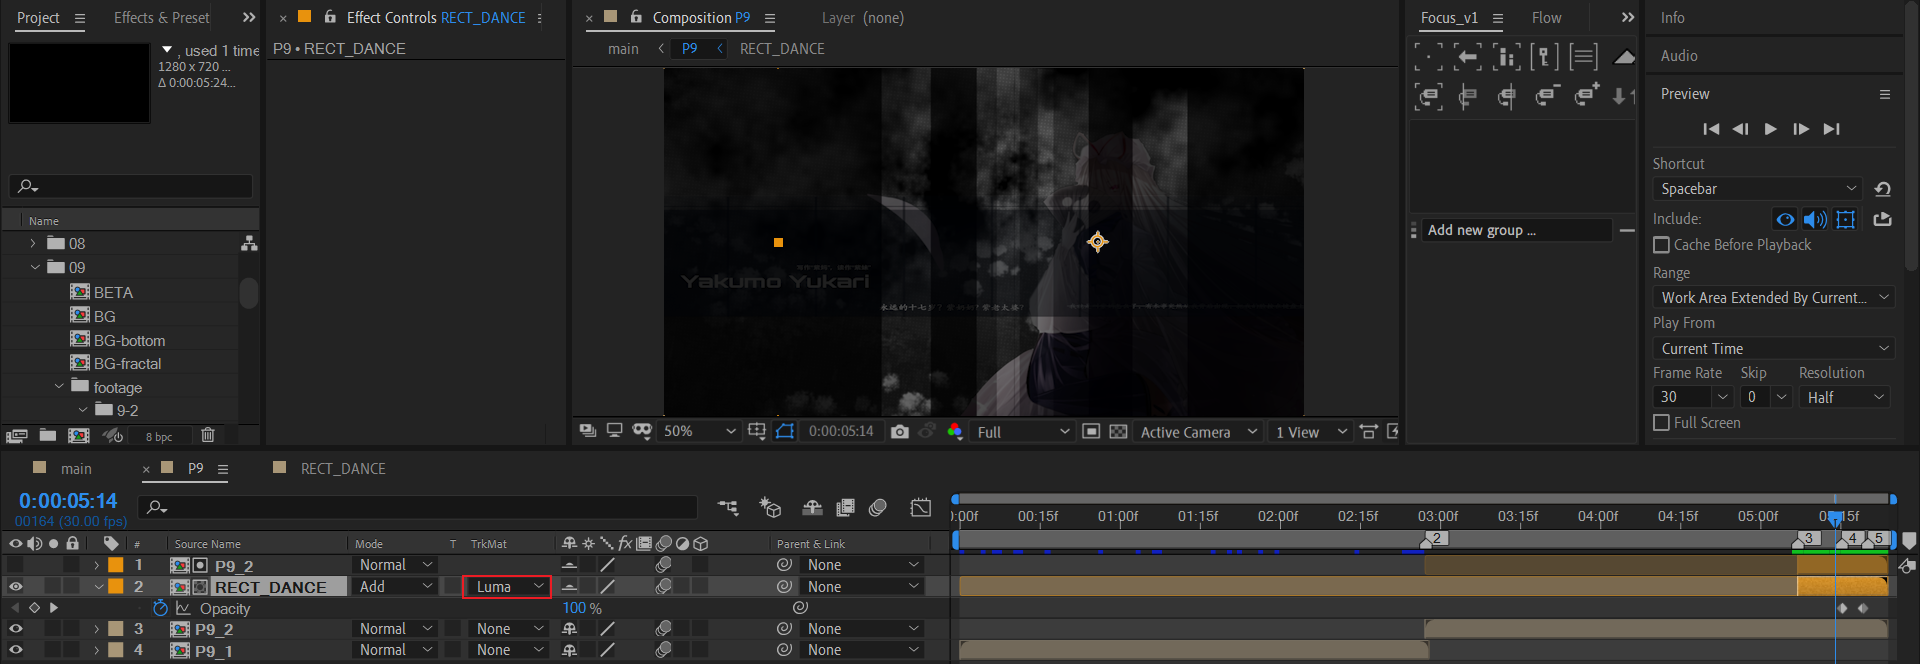 Project
Effects & Preset
Effect Controls RECT_DANCE
Composition P9
Layer (none)
Focus_v1
Flow
Info
, used 1 time
1280 x 720 ...
Δ 0:00:05:24...
P9 • RECT_DANCE
main
P9
RECT_DANCE
Audio
Preview
Shortcut
Spacebar
Include:
Cache Before Playback
Range
Work Area Extended By Current...
Play From
Current Time
Frame Rate
Skip
Resolution
30
0
Half
Full Screen
Add new group ...
Name
08
09
BETA
BG
BG-bottom
BG-fractal
footage
9-2
8 bpc
Yakumo Yukari
50%
0:00:05:14
Full
Active Camera
1 View
main
P9
RECT_DANCE
0:00:05:14
00164 (30.00 fps)
:00f
00:15f
01:00f
01:15f
02:00f
02:15f
03:00f
03:15f
04:00f
04:15f
05:00f
05:15f
2
3
4
5
#
Source Name
Mode
T
TrkMat
Parent & Link
1
P9_2
Normal
None
2
RECT_DANCE
Add
Luma
None
Opacity
100 %
3
P9_2
Normal
None
None
4
P9_1
Normal
None
None